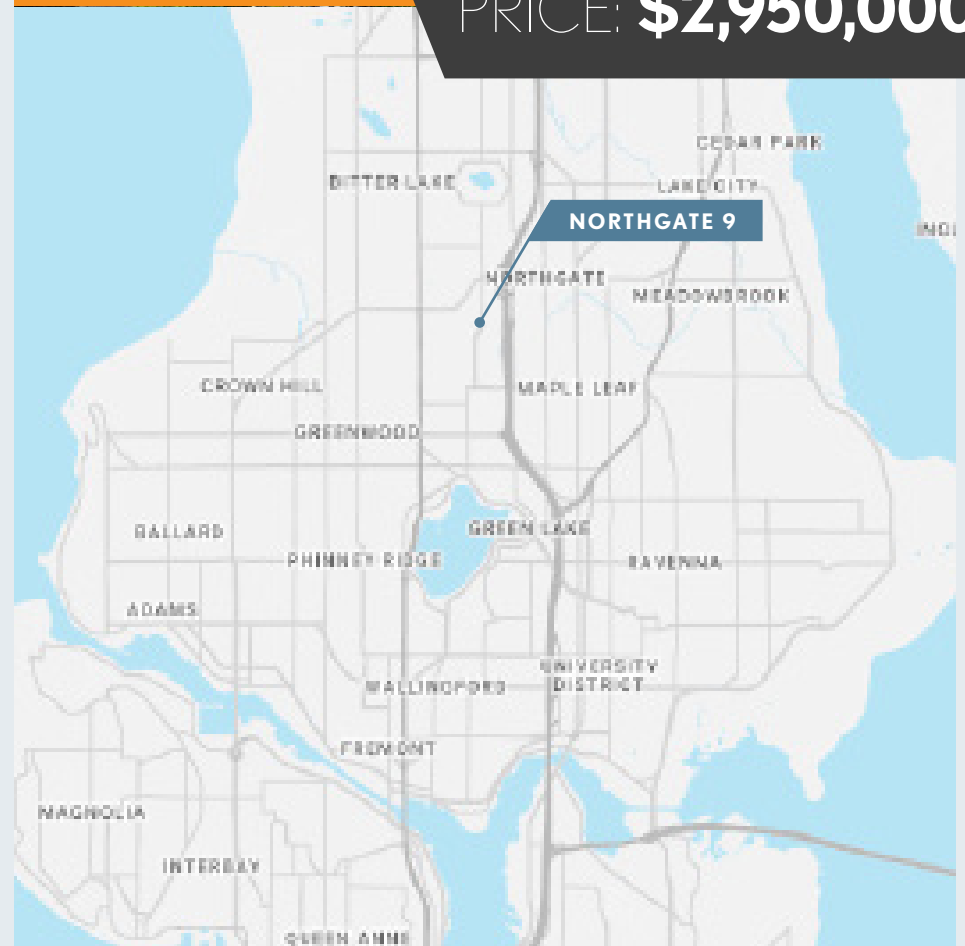 PRICE: $2,950,000
CEDAR PARK
BITTER LAKE
LAKE CITY
NORTHGATE 9
NORTHGATE
MEADOWBROOK
CROWN HILL
MAPLE LEAF
GREENWOOD
BALLARD
GREEN LAKE
PHINNEY RIDGE
RAVENNA
ADAMS
UNIVERSITY
DISTRICT
WALLINGFORD
FREMONT
MAGNOLIA
INTERBAY
QUEEN ANNE